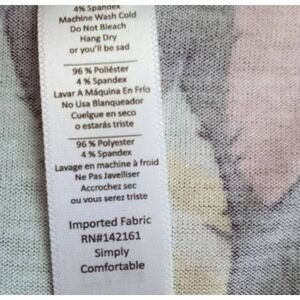 4% Spandex
Machine Wash Cold
Do Not Bleach
Hang Dry
or you'll be sad
96 % Poliéster
4 % Spandex
Lavar A Máquina En Frío
No Usa Blanqueador
Cuelgue en seco
o estarás triste
96 % Polyester
4 % Spandex
Lavage en machine à froid
Ne Pas Javelliser
Accrochez sec
ou vous serez triste
Imported Fabric
RN#142161
Simply
Comfortable